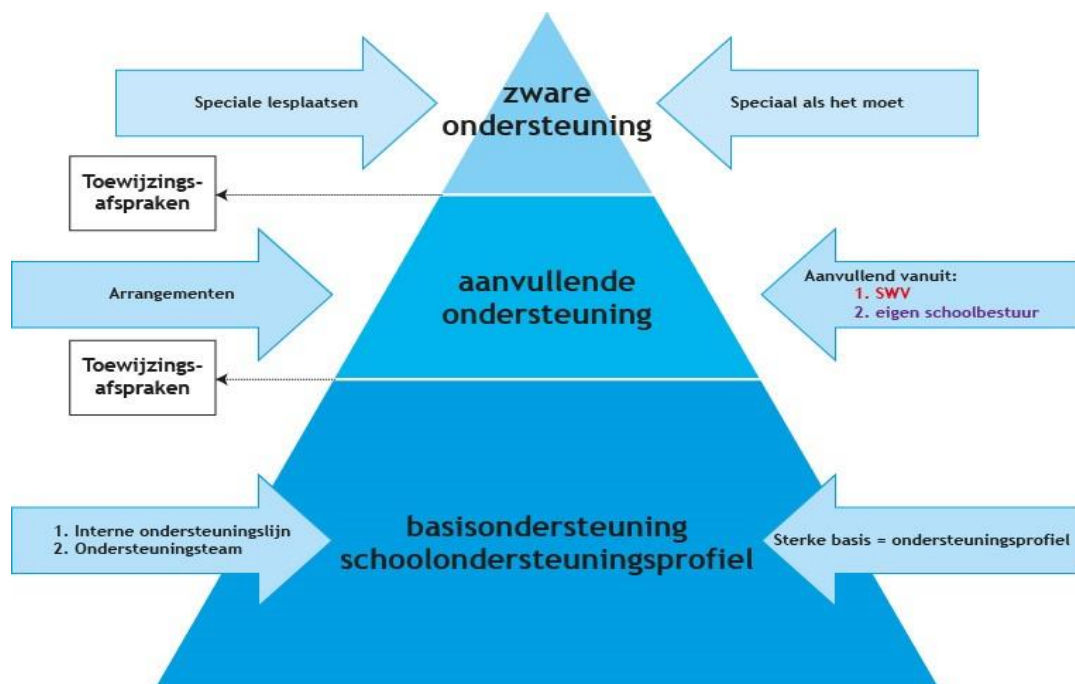 Speciale lesplaatsen
zware
ondersteuning
Speciaal als het moet
Toewijzings-
afspraken
Arrangementen
aanvullende
ondersteuning
Aanvullend vanuit:
1. SWV
2. eigen schoolbestuur
Toewijzings-
afspraken
1. Interne ondersteuningslijn
2. Ondersteuningsteam
basisondersteuning
schoolondersteuningsprofiel
Sterke basis = ondersteuningsprofiel